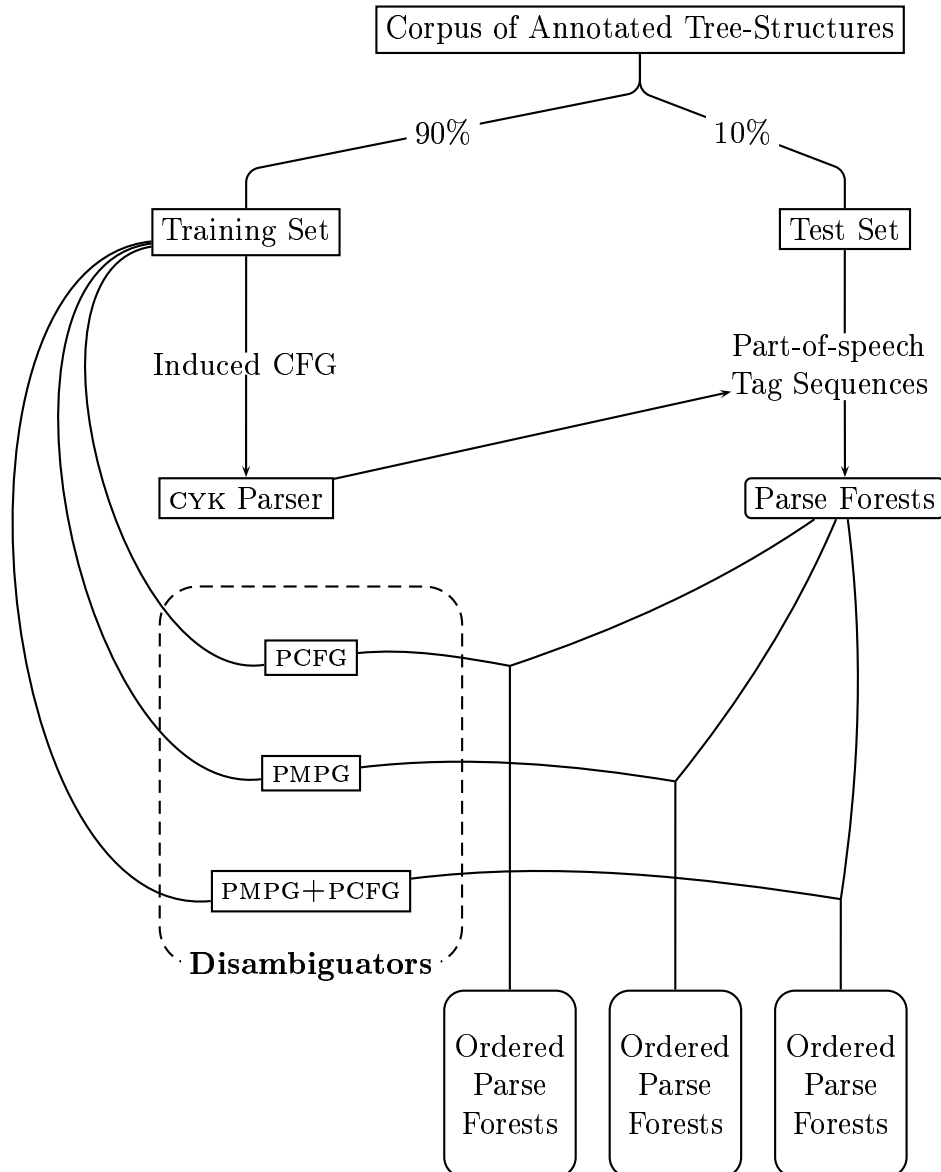 Corpus of Annotated Tree-Structures
90%
10%
Training Set
Test Set
Induced CFG
Part-of-speech
Tag Sequences
CYK Parser
Parse Forests
PCFG
PMPG
PMPG+PCFG
Disambiguators
Ordered
Parse
Forests
Ordered
Parse
Forests
Ordered
Parse
Forests